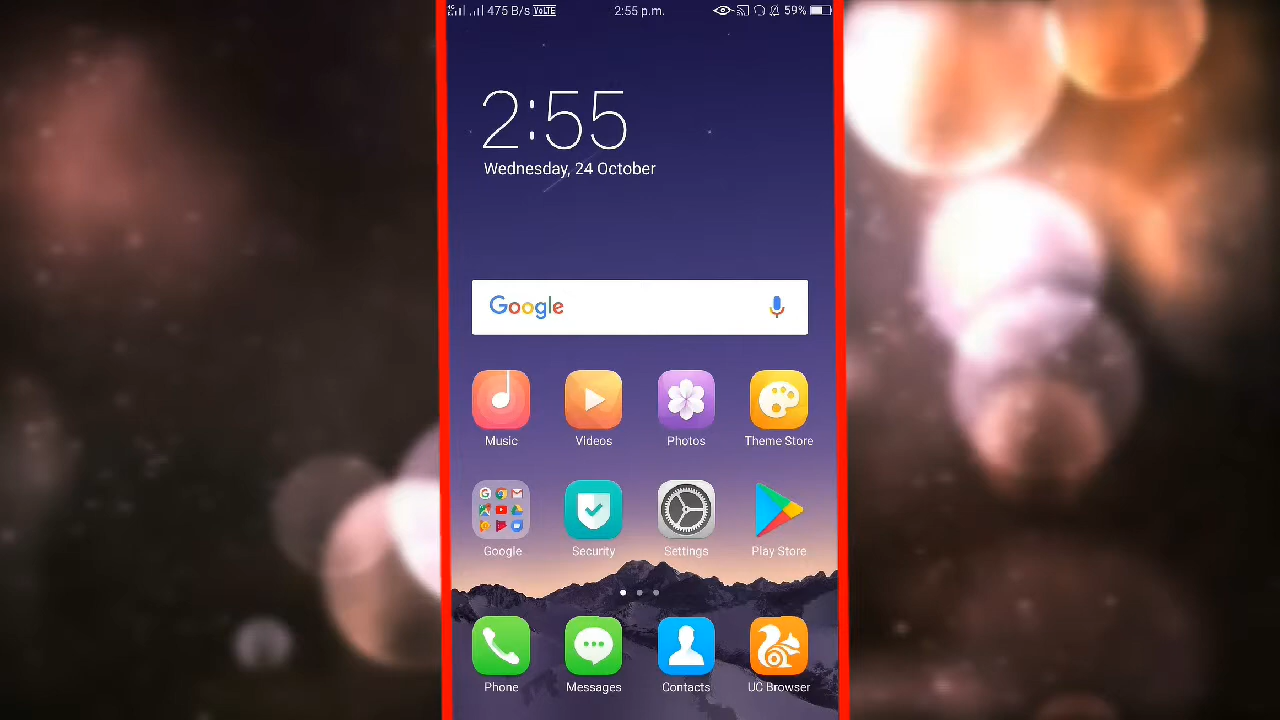 475 B/s VoLTE 2:55 p.m. 59%
2:55
Wednesday, 24 October
Google
Music Videos Photos Theme Store
Google Security Settings Play Store
Phone Messages Contacts UC Browser